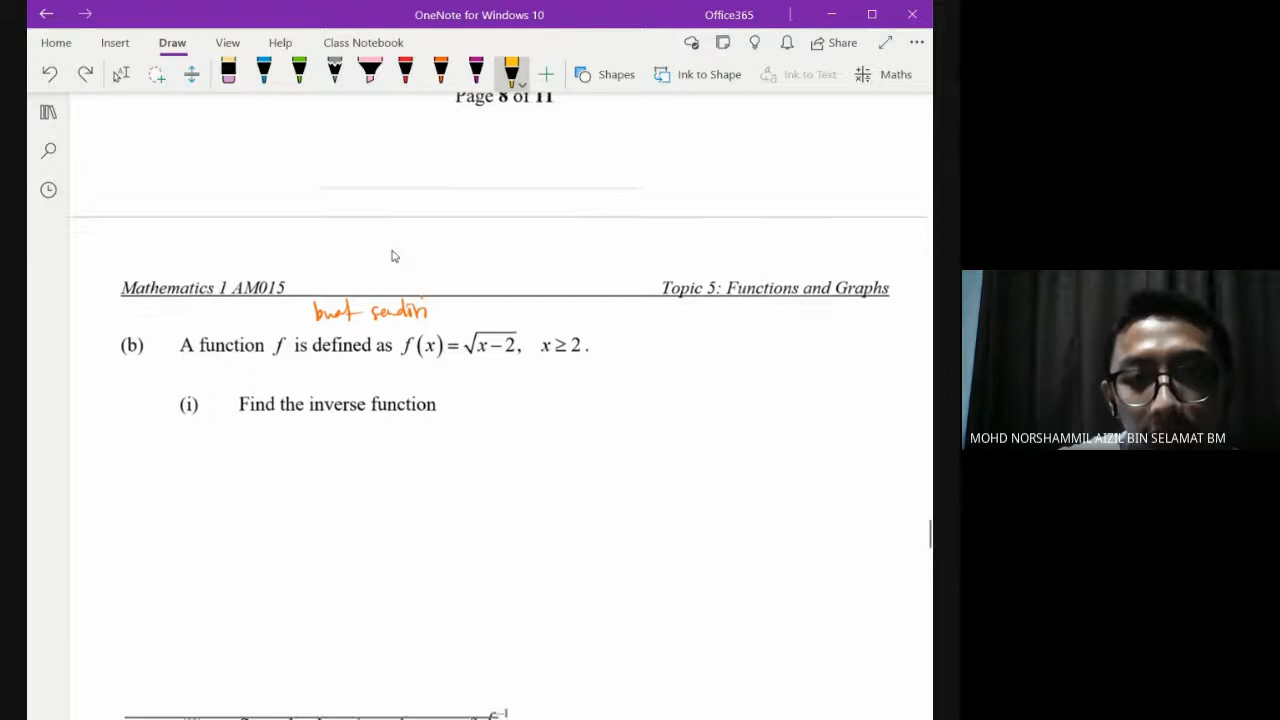 OneNote for Windows 10
Office365
Home Insert Draw View Help Class Notebook
Share
Shapes
Ink to Shape
Ink to Text
Maths
Page 8 of 11
Mathematics 1 AM015
Topic 5: Functions and Graphs
buat sendiri
(b) A function f is defined as f(x)=√x−2, x≥2.
(i) Find the inverse function
MOHD NORSHAMMIL AIZIL BIN SELAMAT BM